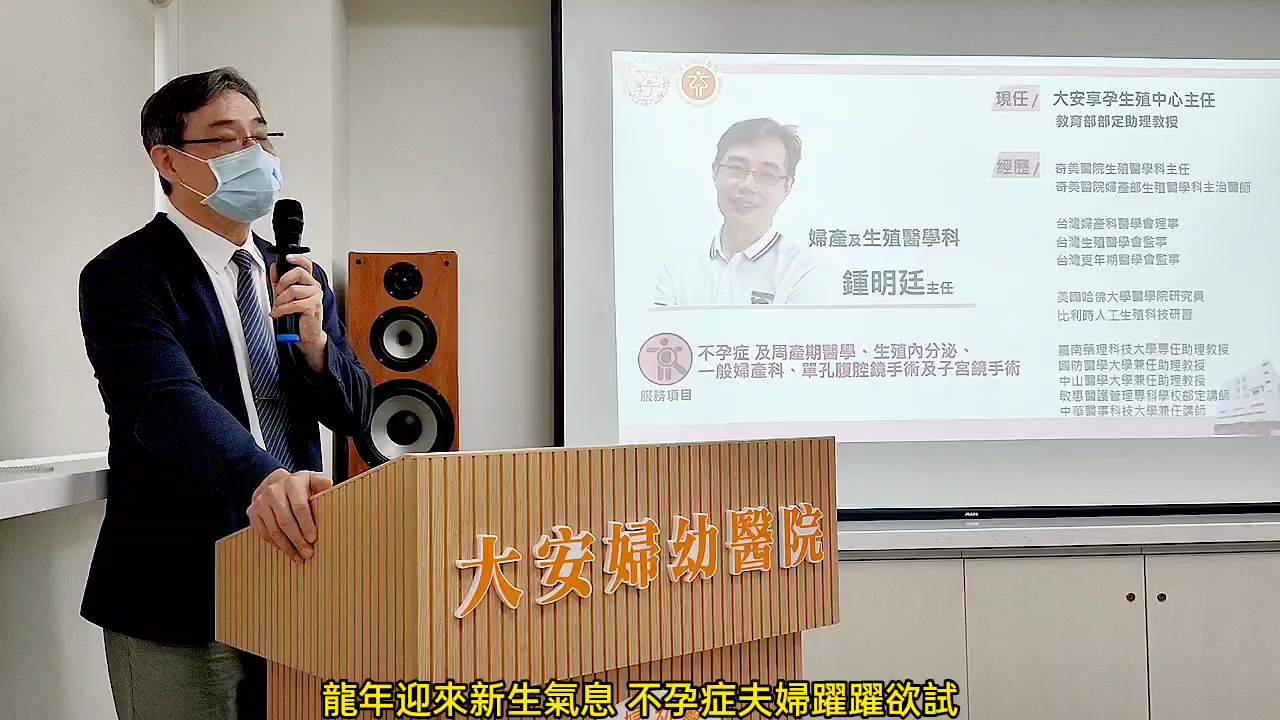 現任/
大安享孕生殖中心主任
教育部部定助理教授
經歷/
奇美醫院生殖醫學科主任
奇美醫院婦產部生殖醫學科主治醫師
台灣婦產科醫學會理事
台灣生殖醫學會監事
台灣更年期醫學會監事
美國哈佛大學醫學院研究員
比利時人工生殖科技研習
嘉南藥理科技大學專任助理教授
國防醫學大學兼任助理教授
中山醫學大學兼任助理教授
敏惠醫護管理專科學校部定講師
中華醫事科技大學兼任講師
婦產及生殖醫學科
鍾明廷主任
不孕症 及周產期醫學、生殖內分泌、
一般婦產科、單孔腹腔鏡手術及子宮鏡手術
服務項目
大安婦幼醫院
龍年迎來新生氣息 不孕症夫婦躍躍欲試